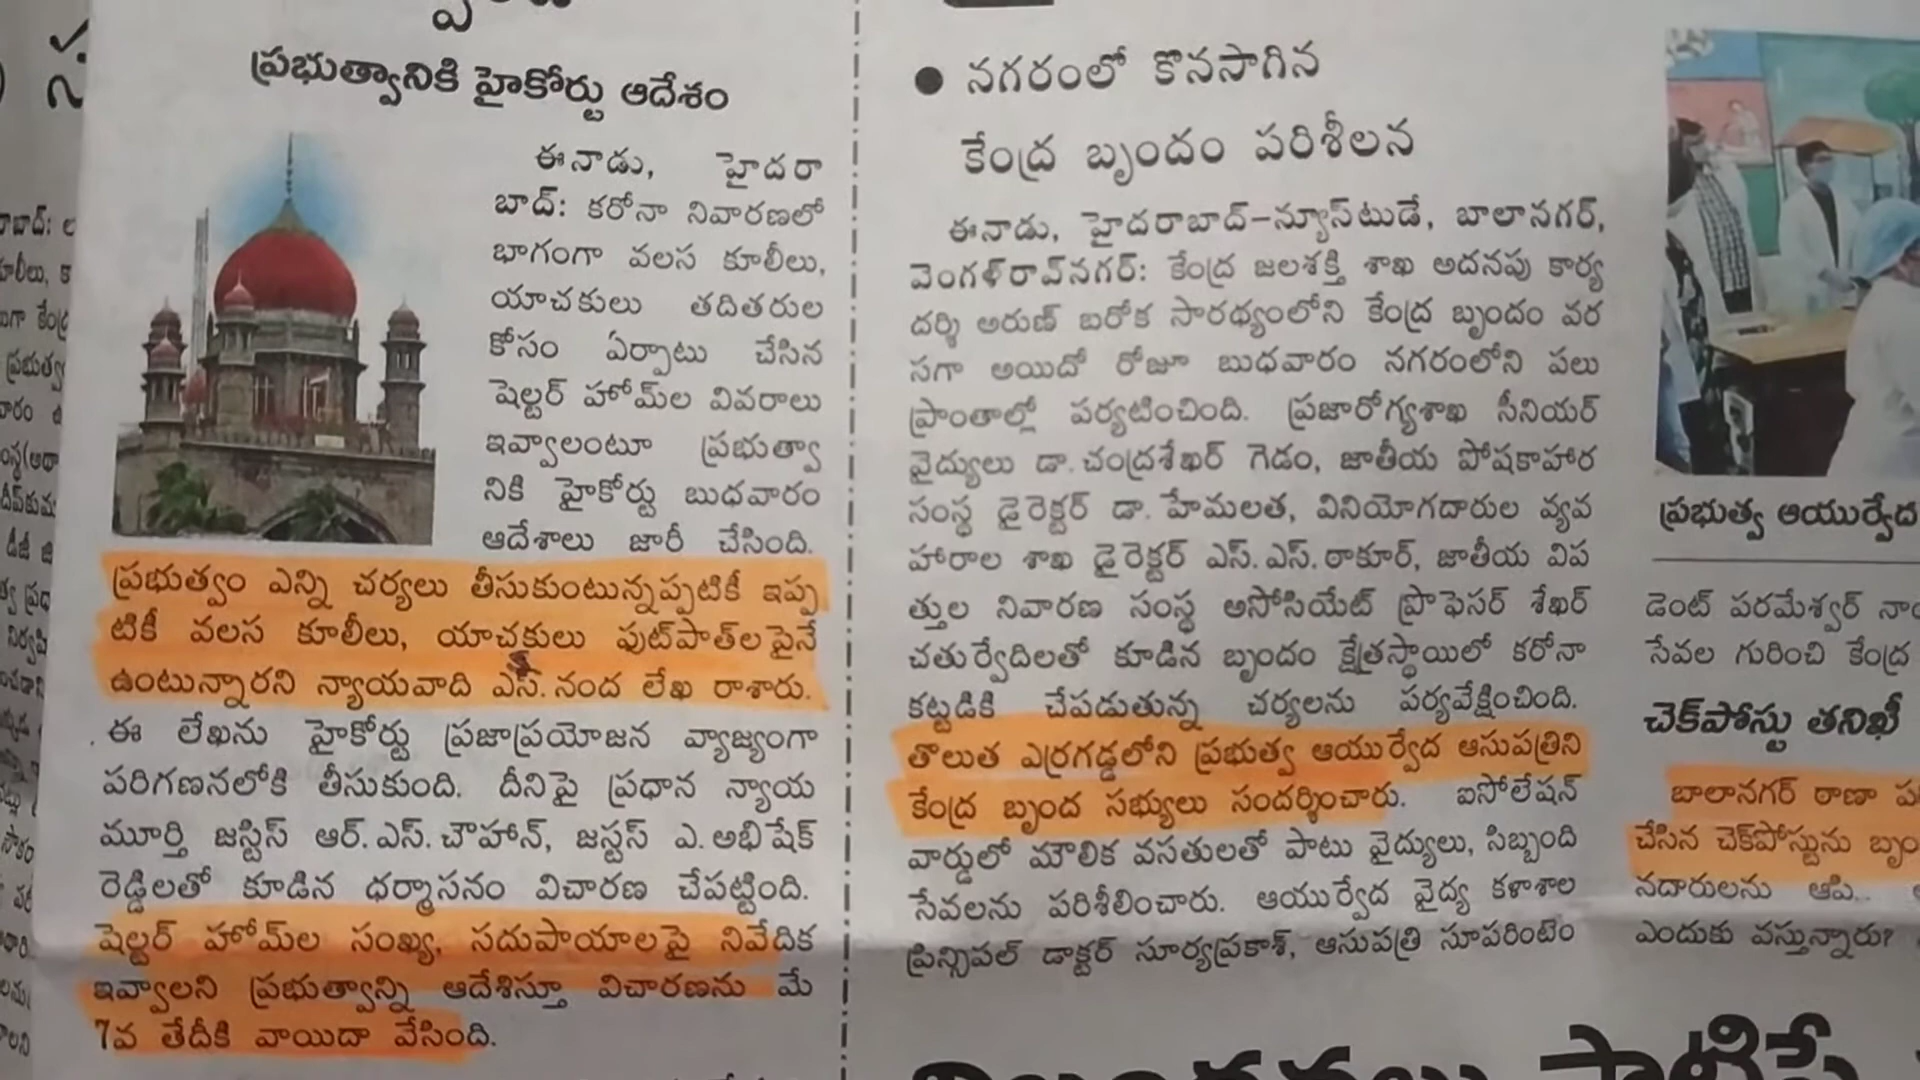 ప్రభుత్వానికి హైకోర్టు ఆదేశం
ఈనాడు, హైదరా
బాద్: కరోనా నివారణలో
భాగంగా వలస కూలీలు,
యాచకులు తదితరుల
కోసం ఏర్పాటు చేసిన
షెల్టర్ హోమ్‌ల వివరాలు
ఇవ్వాలంటూ ప్రభుత్వా
నికి హైకోర్టు బుధవారం
ఆదేశాలు జారీ చేసింది.
ప్రభుత్వం ఎన్ని చర్యలు తీసుకుంటున్నప్పటికీ ఇప్ప
టికీ వలస కూలీలు, యాచకులు ఫుట్‌పాత్‌లపైనే
ఉంటున్నారని న్యాయవాది ఎస్. నంద లేఖ రాశారు.
ఈ లేఖను హైకోర్టు ప్రజాప్రయోజన వ్యాజ్యంగా
పరిగణనలోకి తీసుకుంది. దీనిపై ప్రధాన న్యాయ
మూర్తి జస్టిస్ ఆర్.ఎస్.చౌహాన్, జస్టస్ ఎ.అభిషేక్
రెడ్డిలతో కూడిన ధర్మాసనం విచారణ చేపట్టింది.
షెల్టర్ హోమ్‌ల సంఖ్య, సదుపాయాలపై నివేదిక
ఇవ్వాలని ప్రభుత్వాన్ని ఆదేశిస్తూ విచారణను మే
7వ తేదీకి వాయిదా వేసింది.
● నగరంలో కొనసాగిన
కేంద్ర బృందం పరిశీలన
ఈనాడు, హైదరాబాద్-న్యూస్‌టుడే, బాలానగర్,
వెంగళ్‌రావ్‌నగర్: కేంద్ర జలశక్తి శాఖ అదనపు కార్య
దర్శి అరుణ్ బరోక సారథ్యంలోని కేంద్ర బృందం వర
సగా అయిదో రోజూ బుధవారం నగరంలోని పలు
ప్రాంతాల్లో పర్యటించింది. ప్రజారోగ్యశాఖ సీనియర్
వైద్యులు డా.చంద్రశేఖర్ గెడం, జాతీయ పోషకాహార
సంస్థ డైరెక్టర్ డా. హేమలత, వినియోగదారుల వ్యవ
హారాల శాఖ డైరెక్టర్ ఎస్.ఎస్.ఠాకూర్, జాతీయ విప
త్తుల నివారణ సంస్థ అసోసియేట్ ప్రొఫెసర్ శేఖర్
చతుర్వేదిలతో కూడిన బృందం క్షేత్రస్థాయిలో కరోనా
కట్టడికి చేపడుతున్న చర్యలను పర్యవేక్షించింది.
తొలుత ఎర్రగడ్డలోని ప్రభుత్వ ఆయుర్వేద ఆసుపత్రిని
కేంద్ర బృంద సభ్యులు సందర్శించారు. ఐసోలేషన్
వార్డులో మౌలిక వసతులతో పాటు వైద్యులు, సిబ్బంది
సేవలను పరిశీలించారు. ఆయుర్వేద వైద్య కళాశాల
ప్రిన్సిపల్ డాక్టర్ సూర్యప్రకాశ్, ఆసుపత్రి సూపరింటెం
ప్రభుత్వ ఆయుర్వేద
డెంట్ పరమేశ్వర్
సేవల గురించి కేంద్ర
చెక్‌పోస్టు తనిఖీ
బాలానగర్ ఠాణా
చేసిన చెక్‌పోస్టును
నదారులను ఆపి..
ఎందుకు వస్తున్నారు?